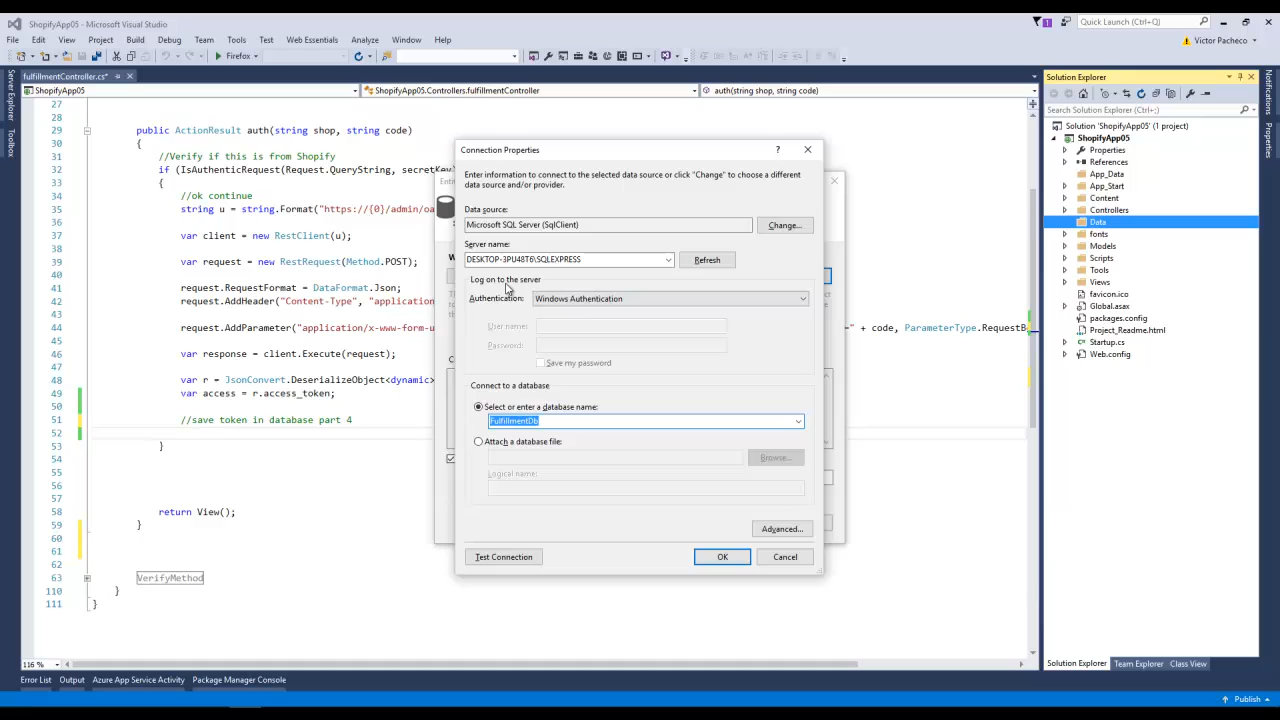 ShopifyApp05 - Microsoft Visual Studio
1
Quick Launch (Ctrl+;)
File Edit View Project Build Debug Team Tools Test Web Essentials Analyze Window Help
Victor Pacheco
Firefox
fulfillmentController.cs*
ShopifyApp05
ShopifyApp05.Controllers.fulfillmentController
auth(string shop, string code)
Server Explorer
Toolbox
27
28
29 public ActionResult auth(string shop, string code)
30 {
31 //Verify if this is from Shopify
32 if (IsAuthenticRequest(Request.QueryString, secretKey)
33 {
34 //ok continue
35 string u = string.Format("https://{0}/admin/oa
36
37 var client = new RestClient(u);
38
39 var request = new RestRequest(Method.POST);
40
41 request.RequestFormat = DataFormat.Json;
42 request.AddHeader("Content-Type", "application
43
44 request.AddParameter("application/x-www-form-u
=" + code, ParameterType.RequestBo
45
46 var response = client.Execute(request);
47
48 var r = JsonConvert.DeserializeObject<dynamic>
49 var access = r.access_token;
50
51 //save token in database part 4
52
53 }
56
57
58 return View();
59 }
60
61
62
63 VerifyMethod
110 }
111 }
116 %
Connection Properties
?
Enter information to connect to the selected data source or click "Change" to choose a different
data source and/or provider.
Data source:
Microsoft SQL Server (SqlClient)
Change...
Server name:
DESKTOP-3PU48T6\SQLEXPRESS
Refresh
Log on to the server
Authentication:
Windows Authentication
User name:
Password:
Save my password
Connect to a database
Select or enter a database name:
FulfillmentDb
Attach a database file:
Browse...
Logical name:
Advanced...
Test Connection
OK
Cancel
Solution Explorer
Search Solution Explorer (Ctrl+;)
Solution 'ShopifyApp05' (1 project)
ShopifyApp05
Properties
References
App_Data
App_Start
Content
Controllers
Data
fonts
Models
Scripts
Tools
Views
favicon.ico
Global.asax
packages.config
Project_Readme.html
Startup.cs
Web.config
Solution Explorer Team Explorer Class View
Notifications
Properties
Error List Output Azure App Service Activity Package Manager Console
Publish